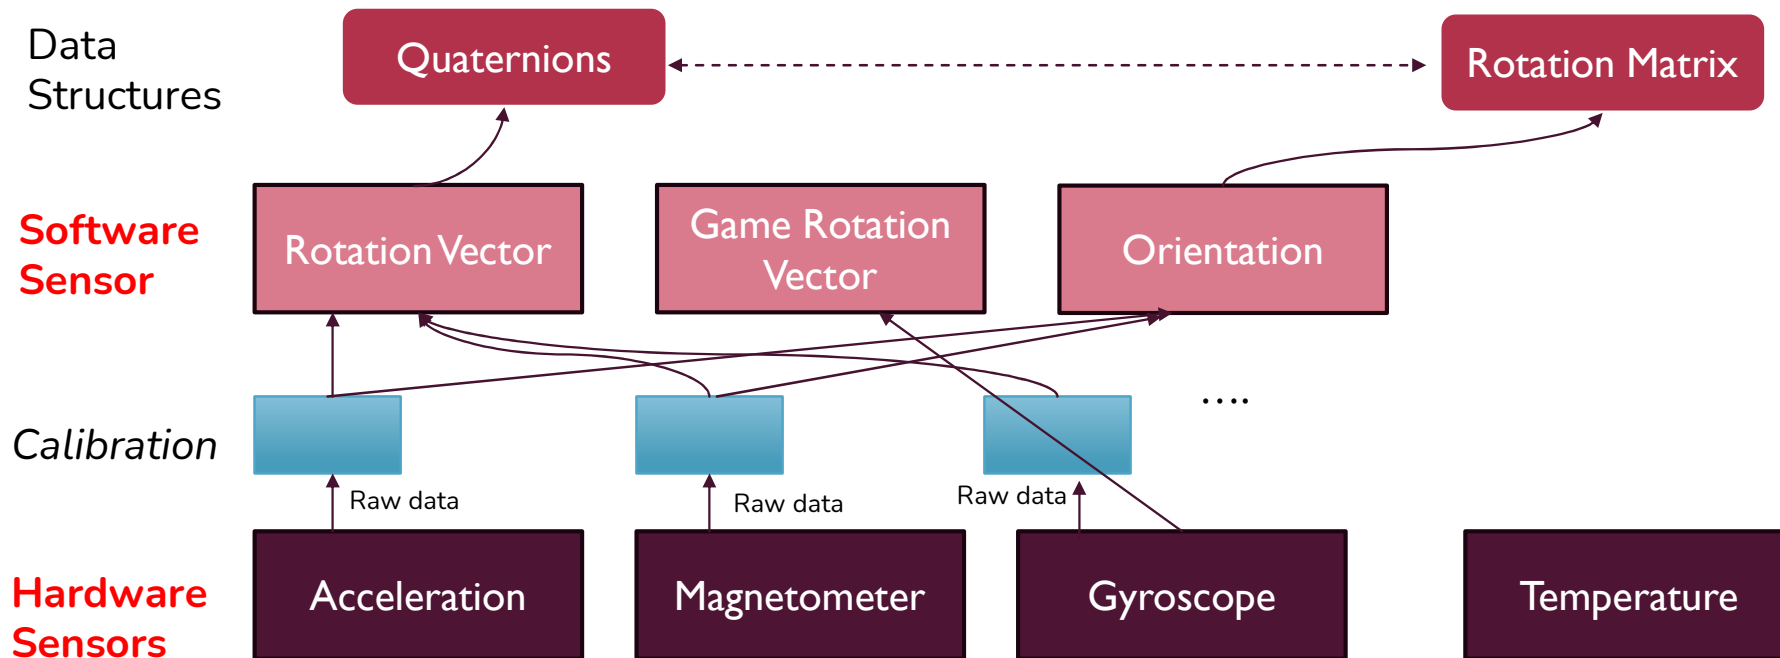 Data
Structures
Quaternions
Rotation Matrix
Software
Sensor
Rotation Vector
Game Rotation
Vector
Orientation
Calibration
....
Raw data
Raw data
Raw data
Hardware
Sensors
Acceleration
Magnetometer
Gyroscope
Temperature